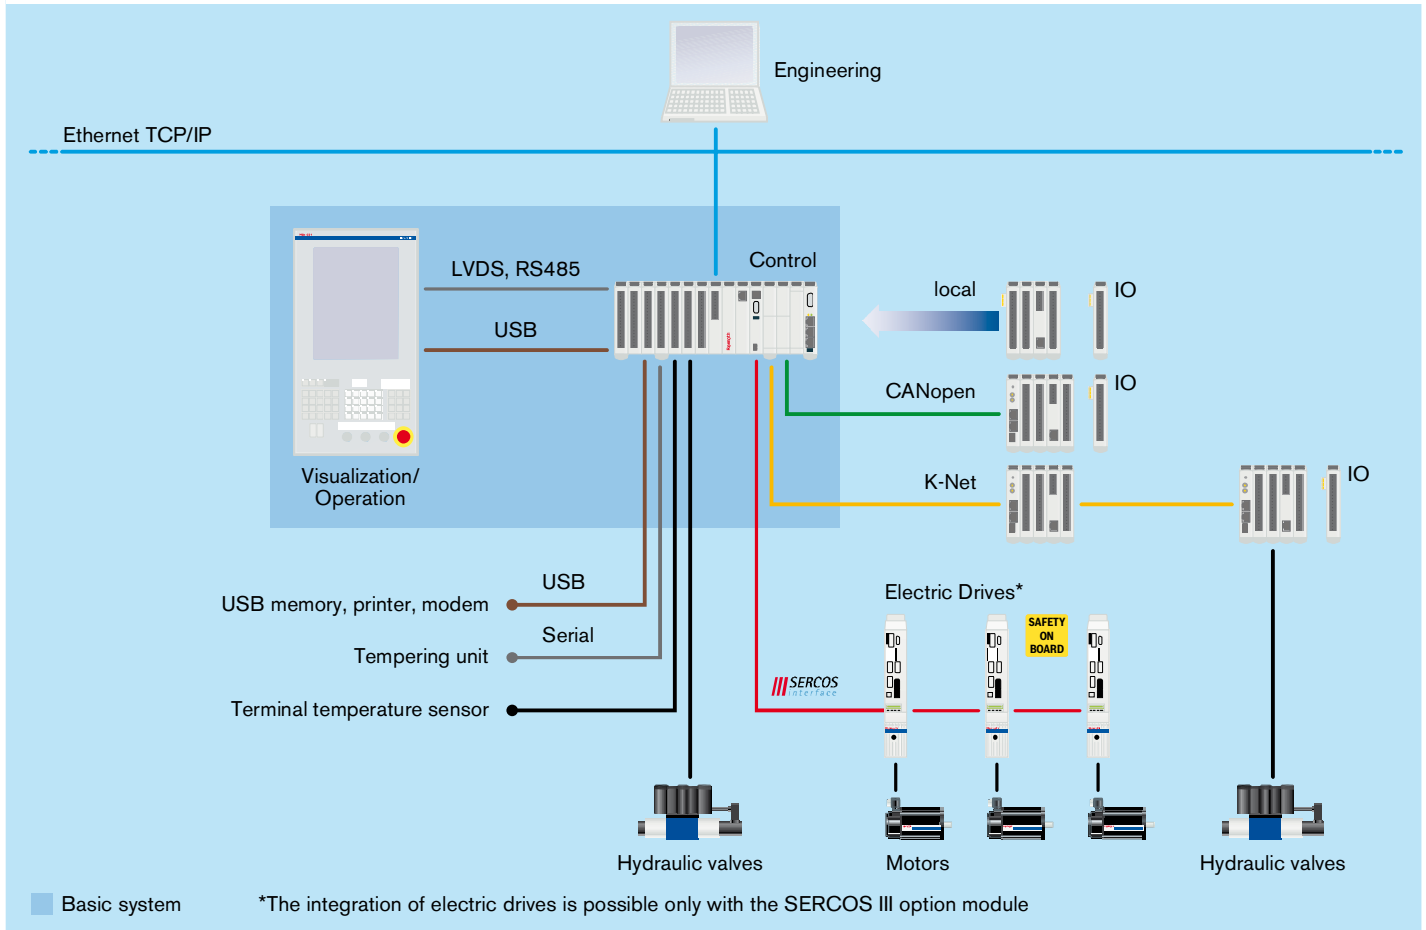 Engineering
Ethernet TCP/IP
Control
LVDS, RS485
USB
local
IO
CANopen
IO
K-Net
IO
Visualization/
Operation
USB
USB memory, printer, modem
Serial
Tempering unit
Terminal temperature sensor
Electric Drives*
SAFETY
ON
BOARD
SERCOS
interface
Hydraulic valves
Motors
Hydraulic valves
Basic system
*The integration of electric drives is possible only with the SERCOS III option module